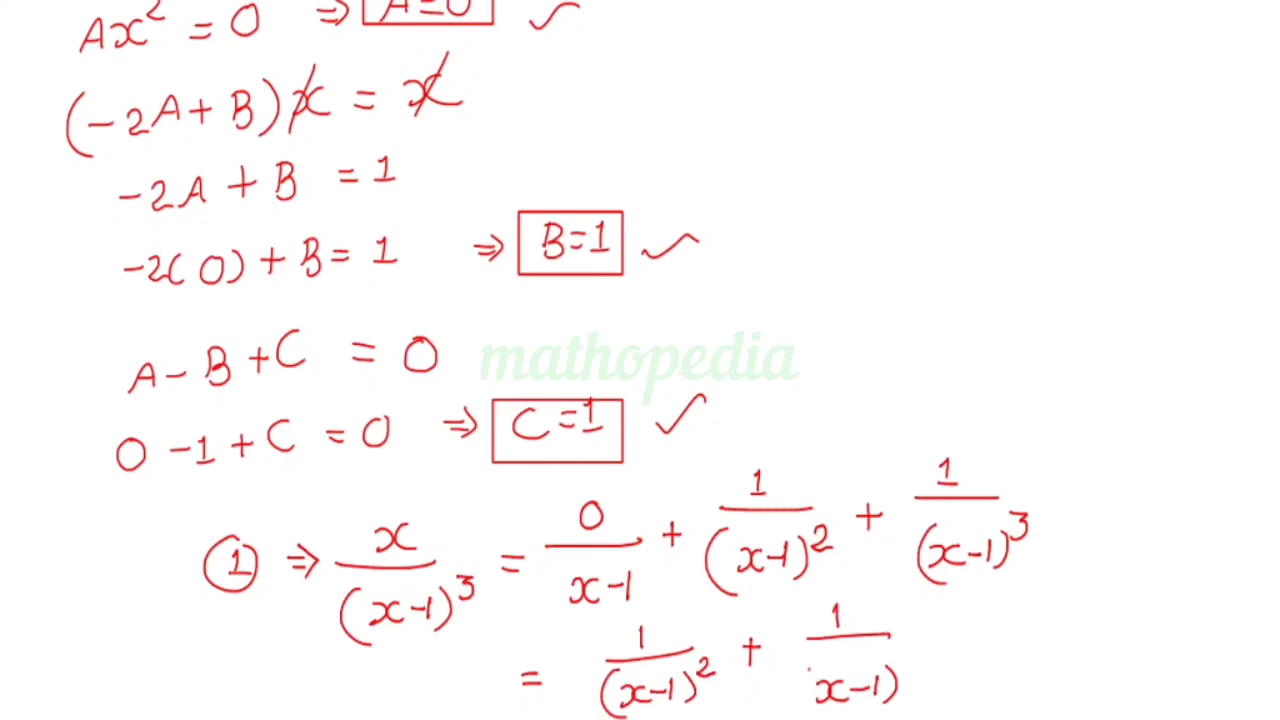 Ax² = 0 ⇒ A=0 ✓
(-2A+B)x = x
-2A+B = 1
-2(0)+B = 1 ⇒ B=1 ✓
A-B+C = 0
mathopedia
0-1+C = 0 ⇒ C=1 ✓
① ⇒ x/(x-1)³ = 0/x-1 + 1/(x-1)² + 1/(x-1)³
= 1/(x-1)² + 1/x-1)